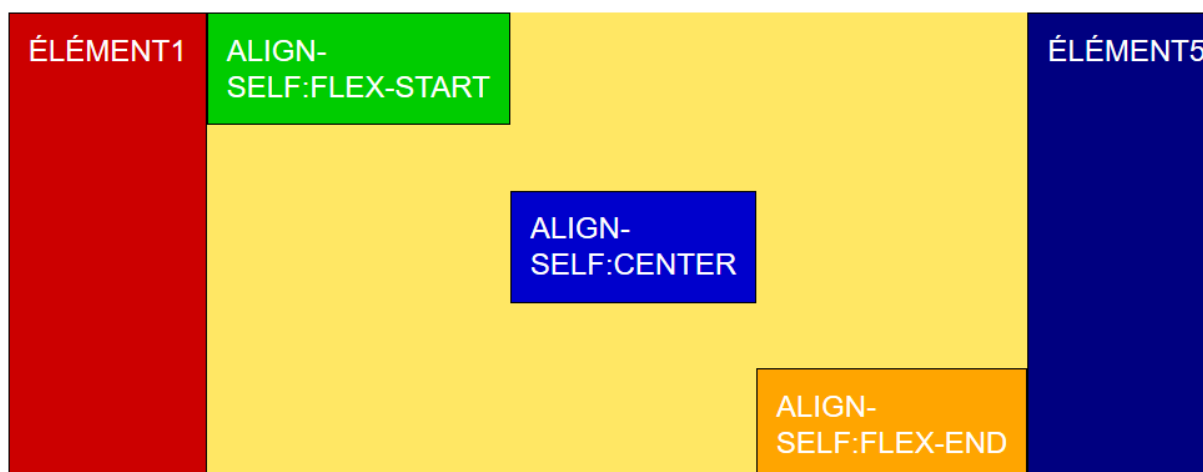 ÉLÉMENT1
ALIGN-
SELF:FLEX-START
ALIGN-
SELF:CENTER
ALIGN-
SELF:FLEX-END
ÉLÉMENT5